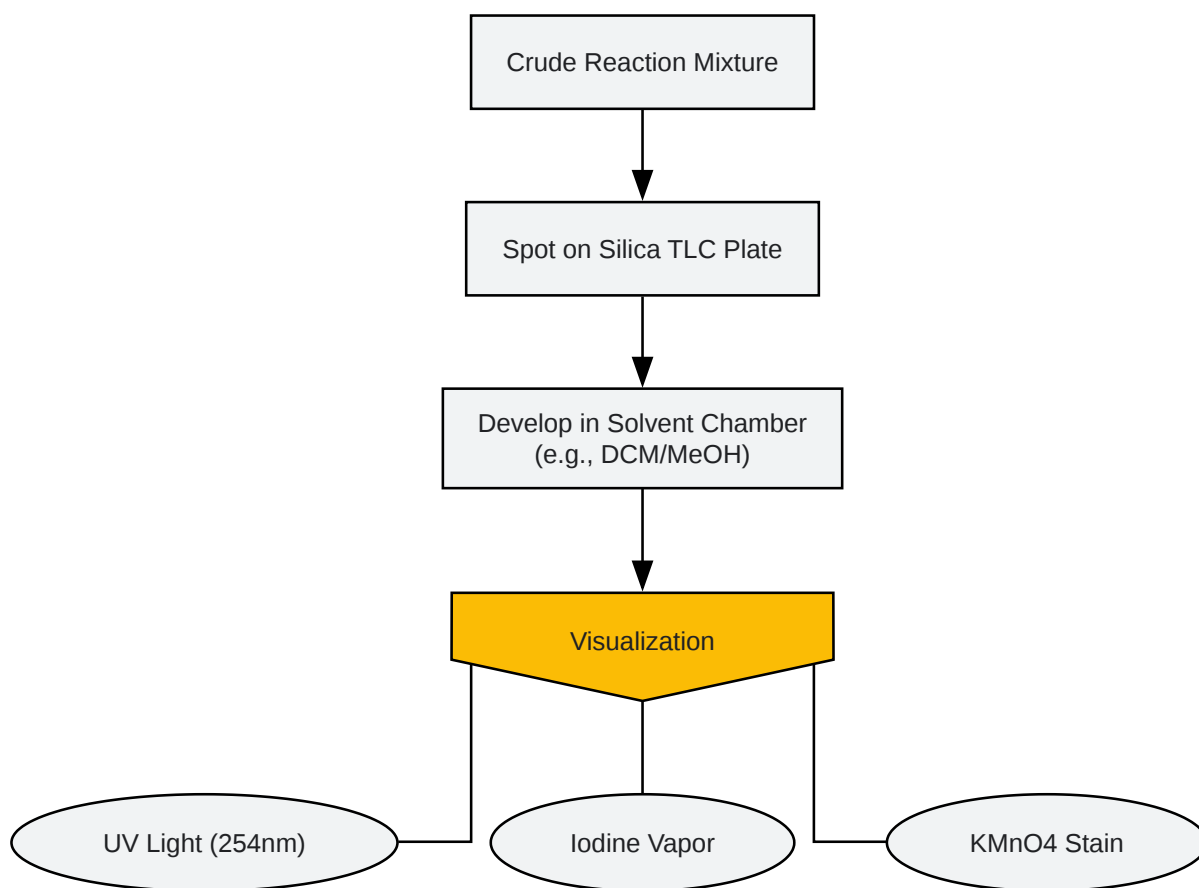 Crude Reaction Mixture
Spot on Silica TLC Plate
Develop in Solvent Chamber
(e.g., DCM/MeOH)
Visualization
UV Light (254nm)
Iodine Vapor
KMnO4 Stain